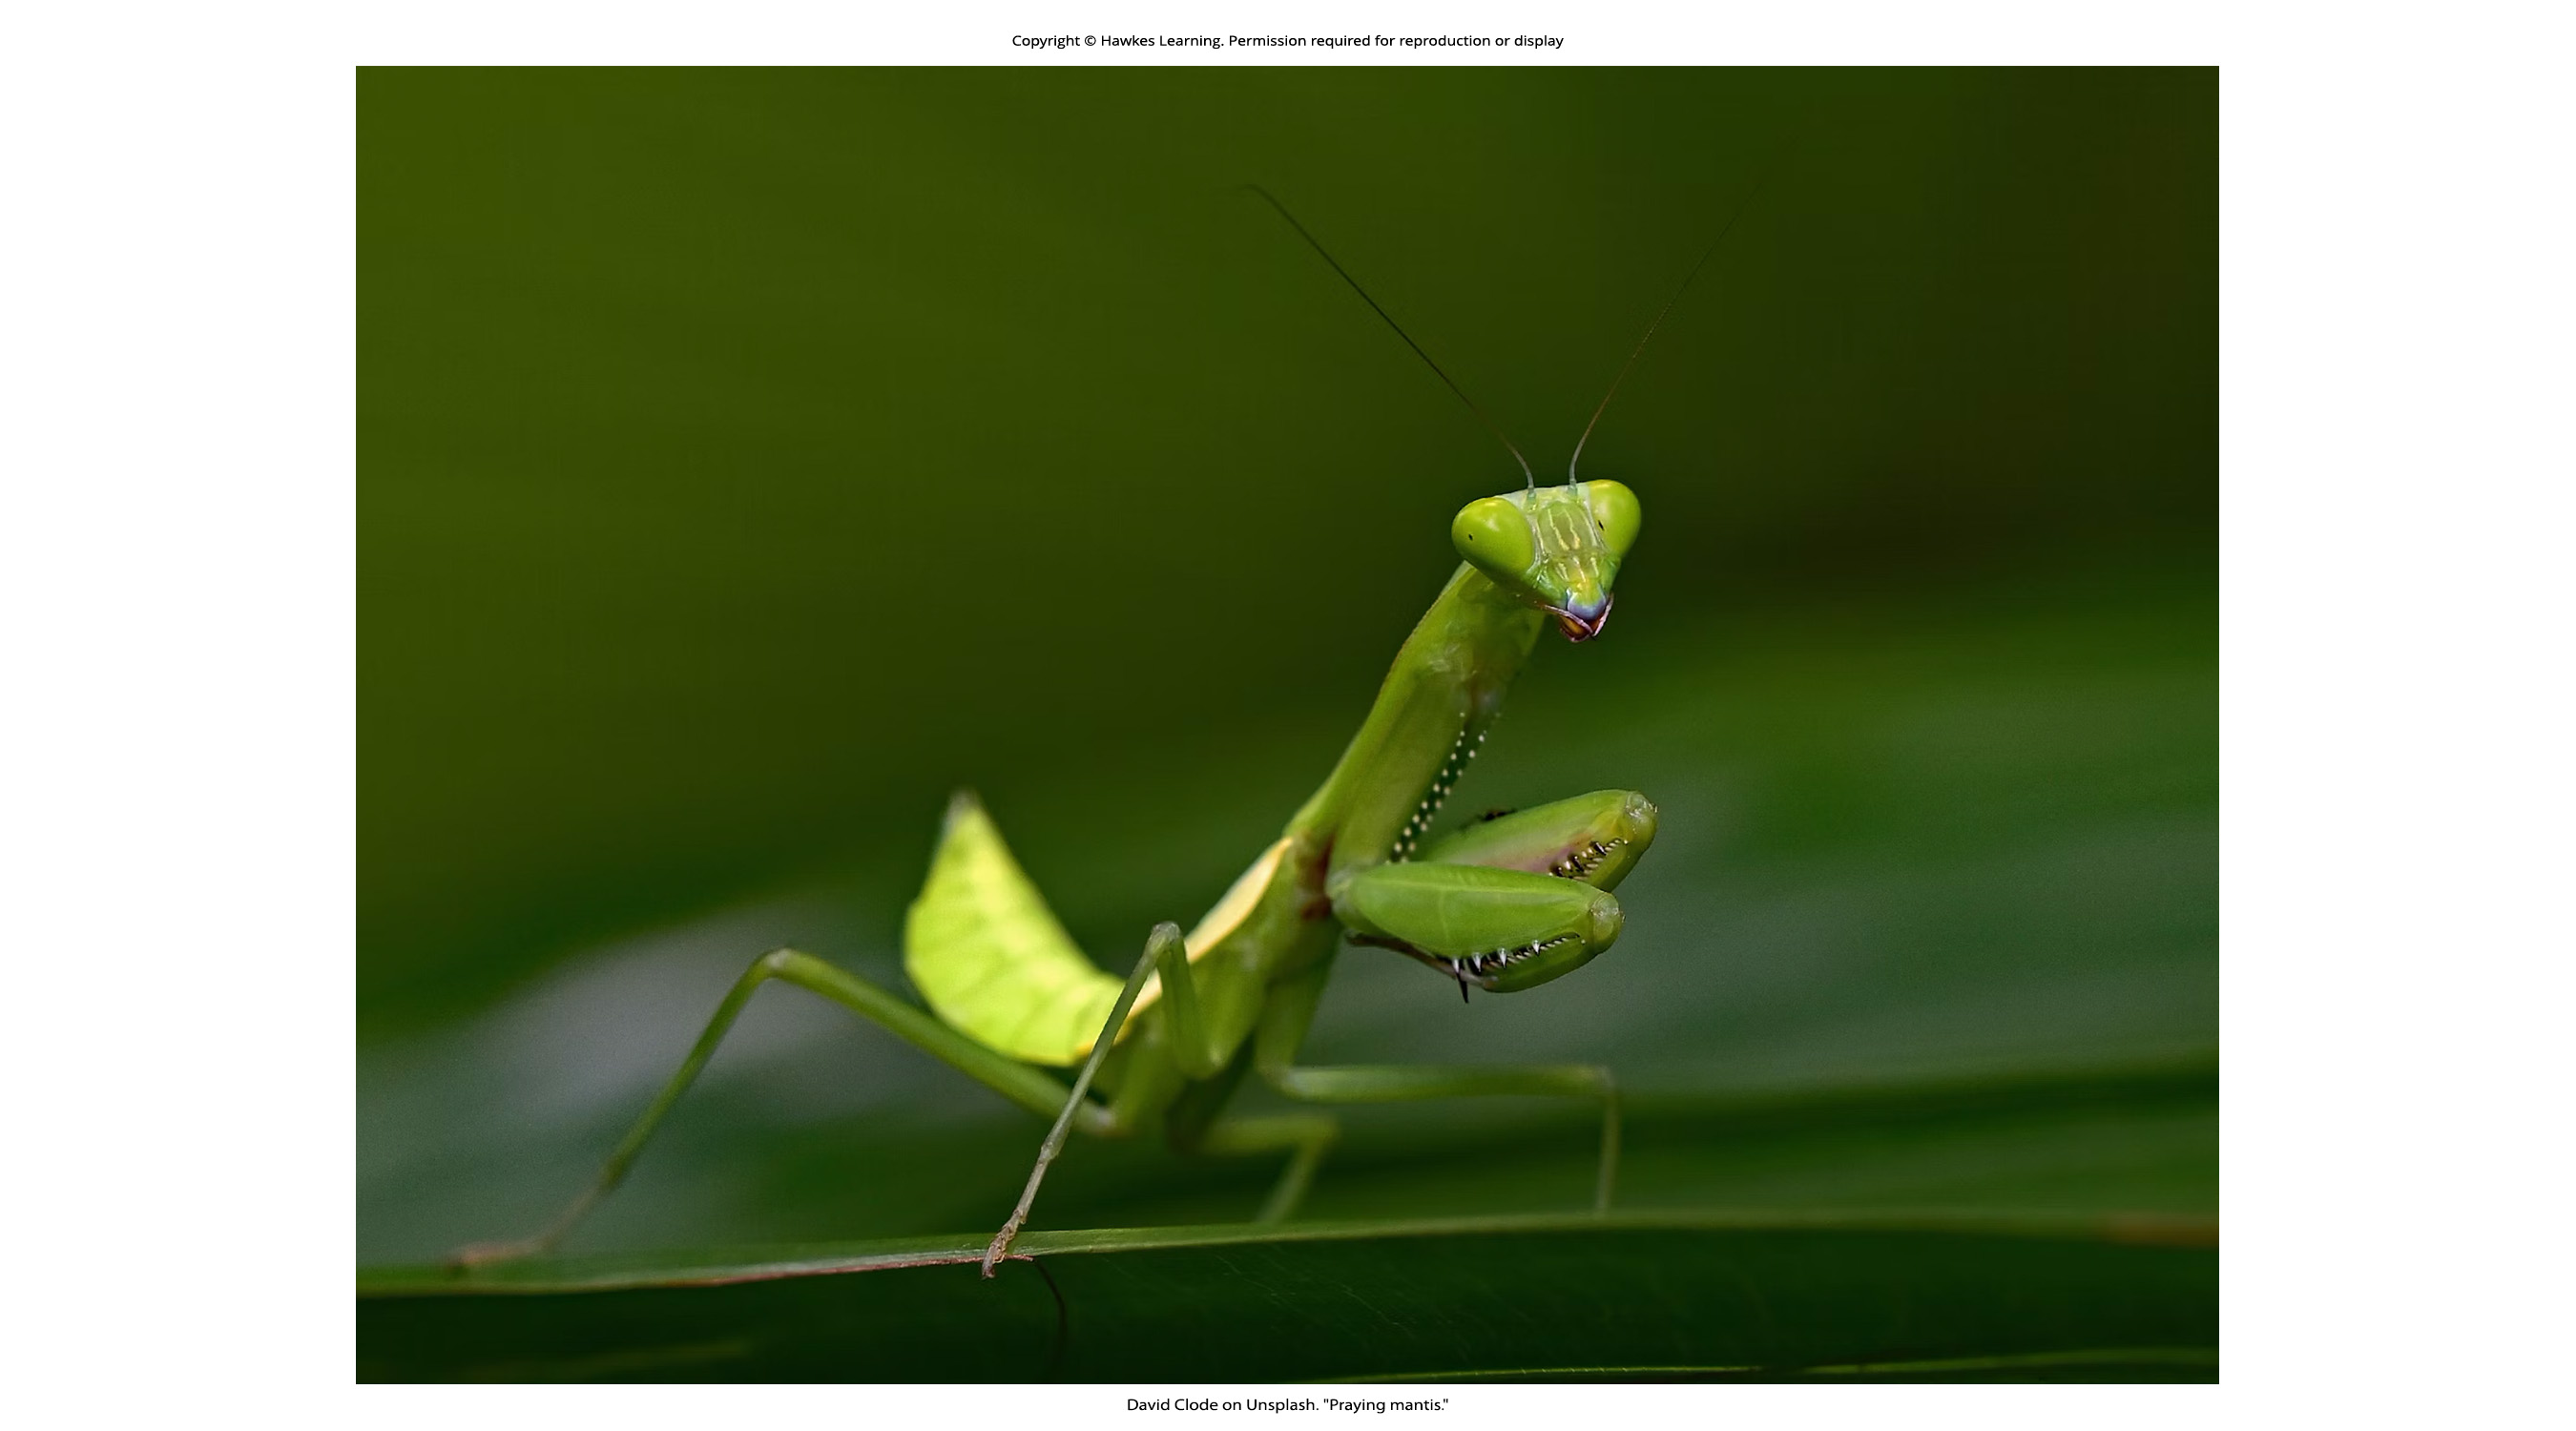 Copyright © Hawkes Learning. Permission required for reproduction or display
David Clode on Unsplash. "Praying mantis."